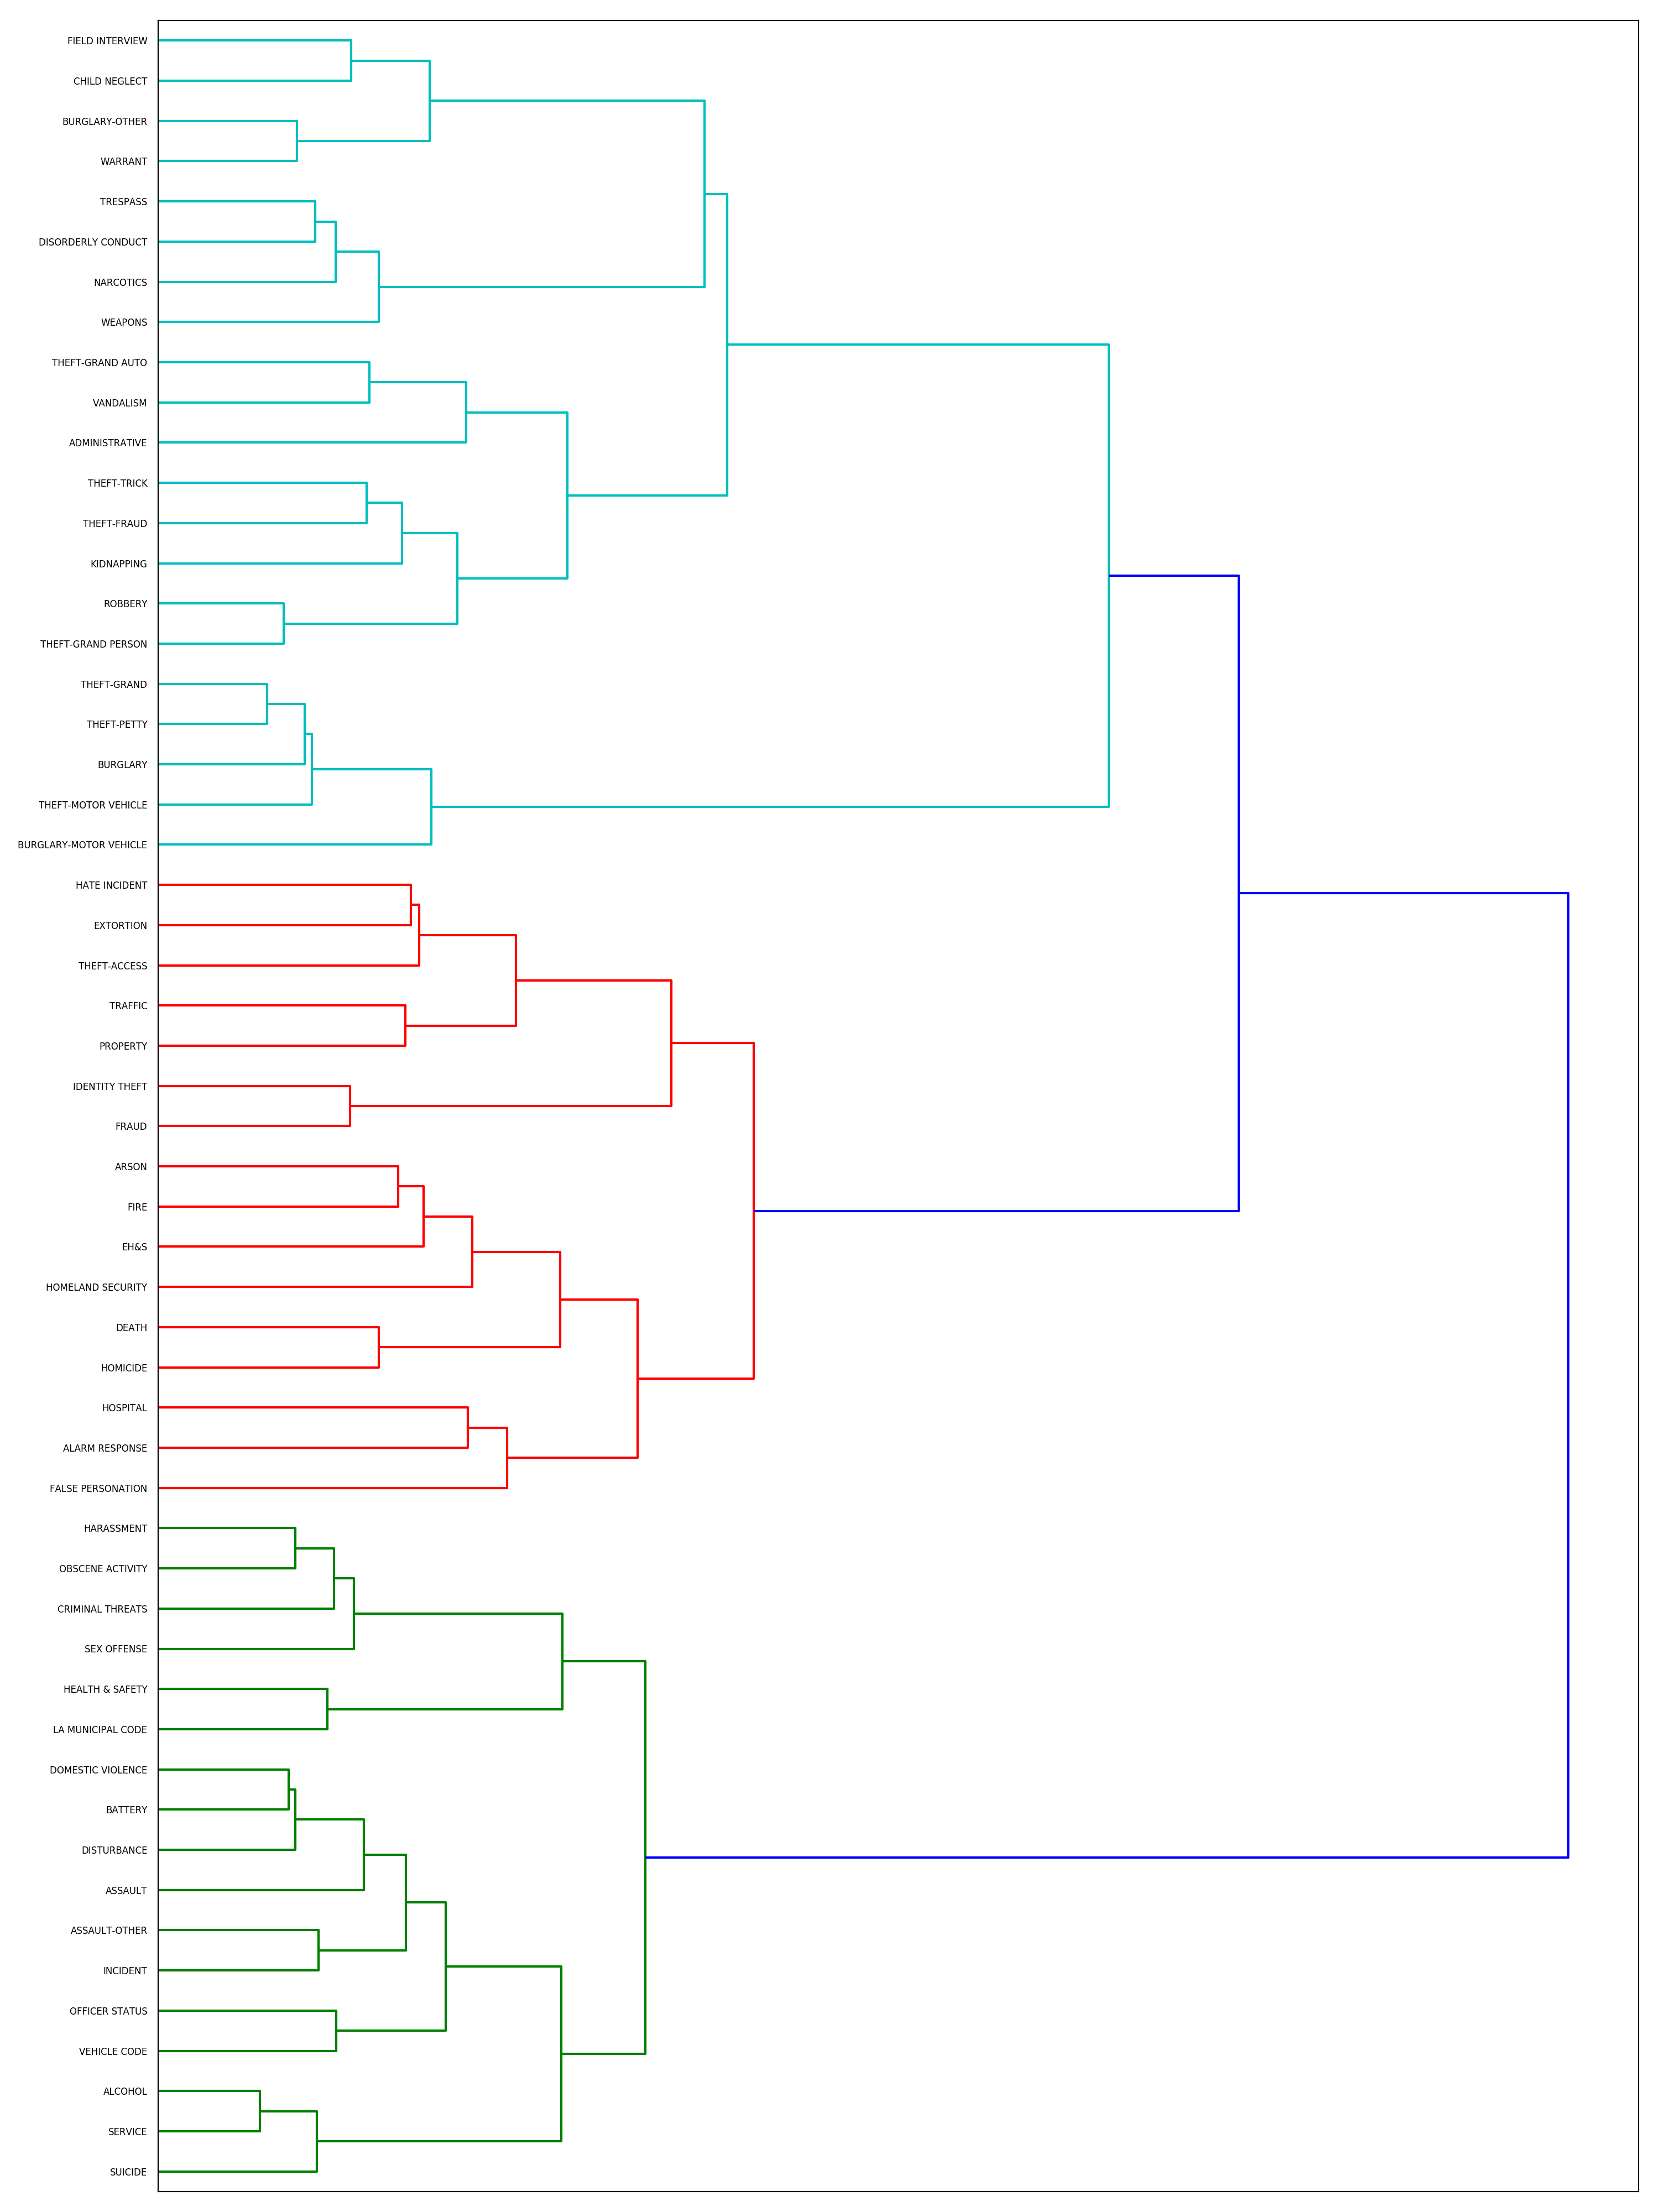 FIELD INTERVIEW
CHILD NEGLECT
BURGLARY-OTHER
WARRANT
TRESPASS
DISORDERLY CONDUCT
NARCOTICS
WEAPONS
THEFT-GRAND AUTO
VANDALISM
ADMINISTRATIVE
THEFT-TRICK
THEFT-FRAUD
KIDNAPPING
ROBBERY
THEFT-GRAND PERSON
THEFT-GRAND
THEFT-PETTY
BURGLARY
THEFT-MOTOR VEHICLE
BURGLARY-MOTOR VEHICLE
HATE INCIDENT
EXTORTION
THEFT-ACCESS
TRAFFIC
PROPERTY
IDENTITY THEFT
FRAUD
ARSON
FIRE
EH&S
HOMELAND SECURITY
DEATH
HOMICIDE
HOSPITAL
ALARM RESPONSE
FALSE PERSONATION
HARASSMENT
OBSCENE ACTIVITY
CRIMINAL THREATS
SEX OFFENSE
HEALTH & SAFETY
LA MUNICIPAL CODE
DOMESTIC VIOLENCE
BATTERY
DISTURBANCE
ASSAULT
ASSAULT-OTHER
INCIDENT
OFFICER STATUS
VEHICLE CODE
ALCOHOL
SERVICE
SUICIDE